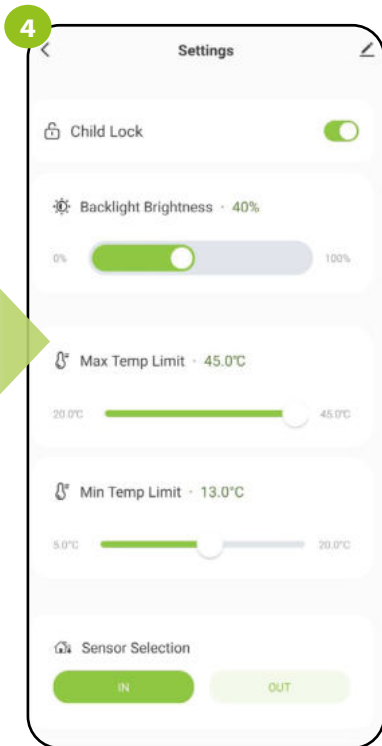 4
Settings
Child Lock
Backlight Brightness · 40%
0% 100%
Max Temp Limit · 45.0°C
20.0°C 45.0°C
Min Temp Limit · 13.0°C
5.0°C 20.0°C
Sensor Selection
IN OUT